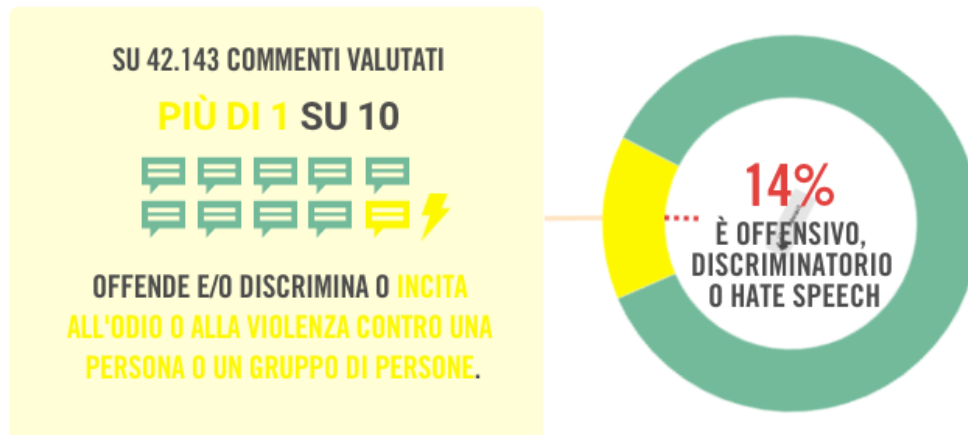 SU 42.143 COMMENTI VALUTATI
PIÙ DI 1 SU 10
OFFENDE E/O DISCRIMINA O INCITA
ALL'ODIO O ALLA VIOLENZA CONTRO UNA
PERSONA O UN GRUPPO DI PERSONE.
14%
È OFFENSIVO,
DISCRIMINATORIO
O HATE SPEECH